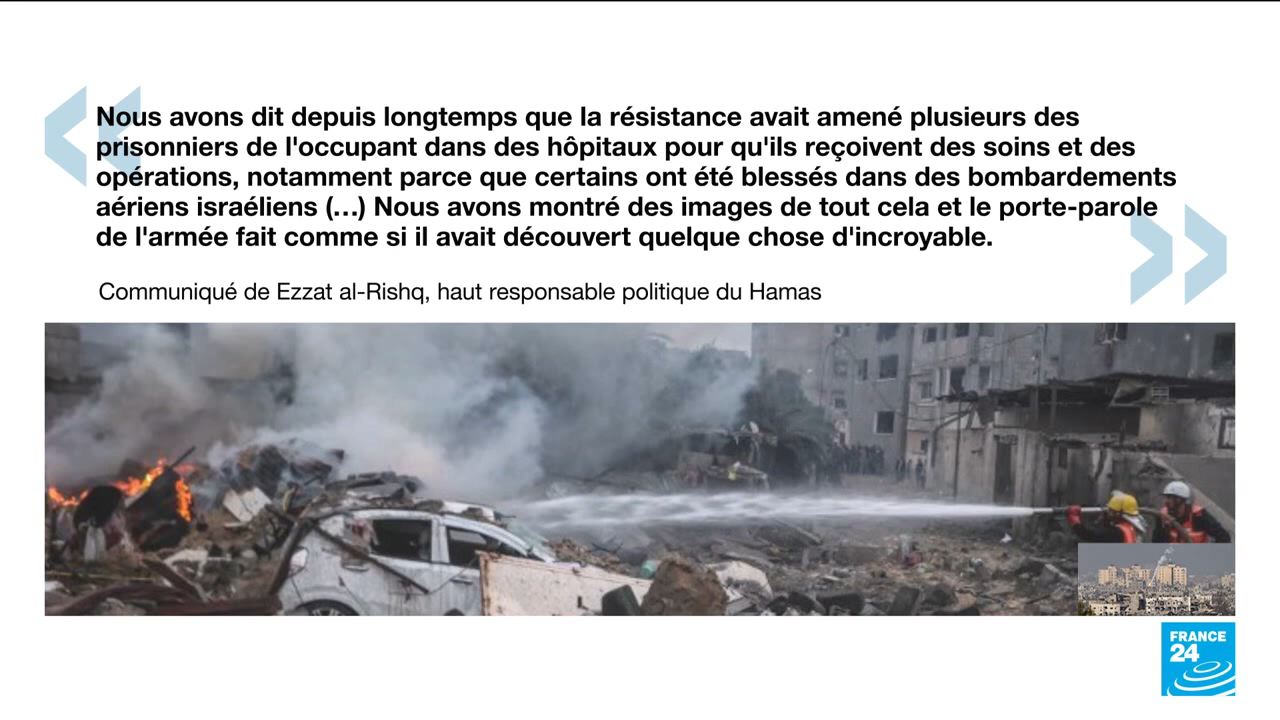 Nous avons dit depuis longtemps que la résistance avait amené plusieurs des
prisonniers de l'occupant dans des hôpitaux pour qu'ils reçoivent des soins et des
opérations, notamment parce que certains ont été blessés dans des bombardements
aériens israéliens (…) Nous avons montré des images de tout cela et le porte-parole
de l'armée fait comme si il avait découvert quelque chose d'incroyable.
Communiqué de Ezzat al-Rishq, haut responsable politique du Hamas
FRANCE
24